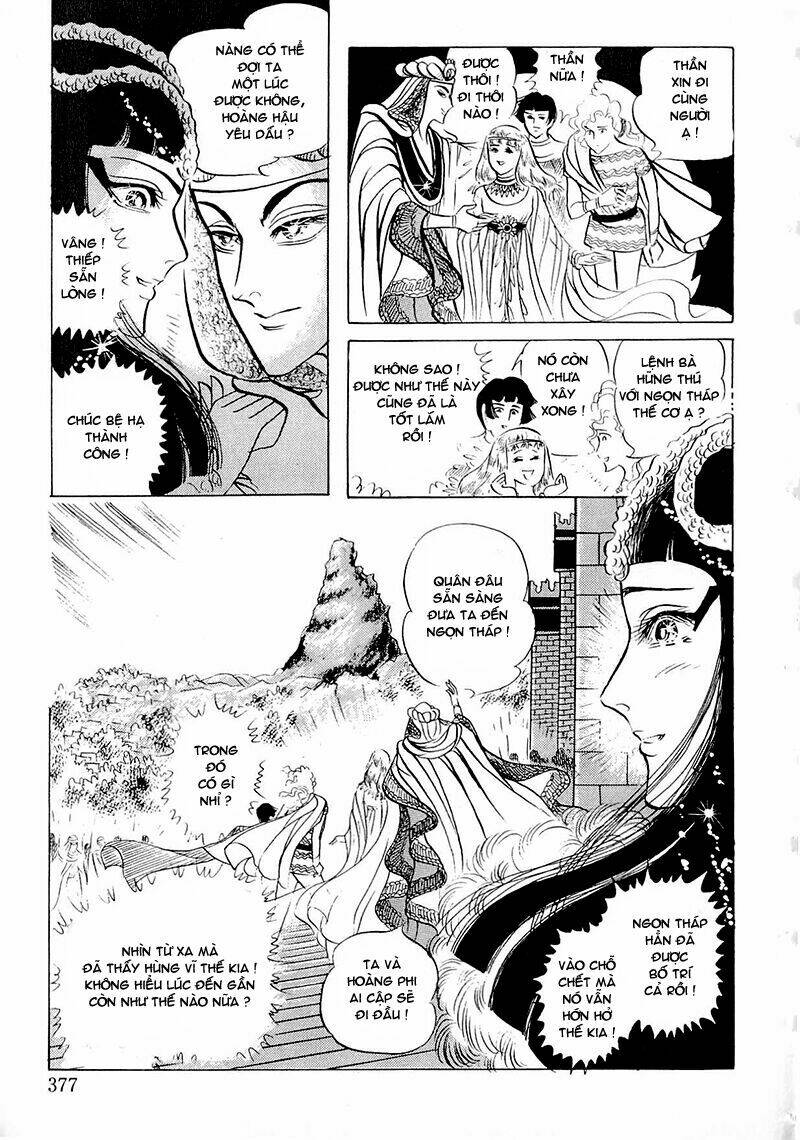 NÀNG CÓ THỂ
ĐỢI TA
MỘT LÚC
ĐƯỢC KHÔNG,
HOÀNG HẬU
YÊU DẤU ?
VÂNG !
THIẾP
SẴN
LÒNG !
CHÚC BỆ HẠ
THÀNH
CÔNG !
ĐƯỢC
THÔI !
ĐI THÔI
NÀO !
THẦN
NỮA !
THẦN
XIN ĐI
CÙNG
NGƯỜI
Ạ !
KHÔNG SAO !
ĐƯỢC NHƯ THẾ NÀY
CŨNG ĐÃ LÀ
TỐT LẮM
RỒI !
NÓ CÒN
CHƯA
XÂY
XONG !
LỆNH BÀ
HỨNG THÚ
VỚI NGỌN THÁP
THẾ CƠ Ạ ?
QUÂN ĐÂU
SẴN SÀNG
ĐƯA TA ĐẾN
NGỌN THÁP !
TRONG
ĐÓ
CÓ GÌ
NHỈ ?
NHÌN TỪ XA MÀ
ĐÃ THẤY HÙNG VĨ THẾ KIA !
KHÔNG HIỂU LÚC ĐẾN GẦN
CÒN NHƯ THẾ NÀO NỮA !
TA VÀ
HOÀNG PHI
AI CẬP SẼ
ĐI ĐẦU !
NGỌN THÁP
HẲN ĐÃ
ĐƯỢC
BỐ TRÍ
CẢ RỒI !
VÀO CHỖ
CHẾT MÀ
NÓ VẪN
HỚN HỞ
THẾ KIA !
377